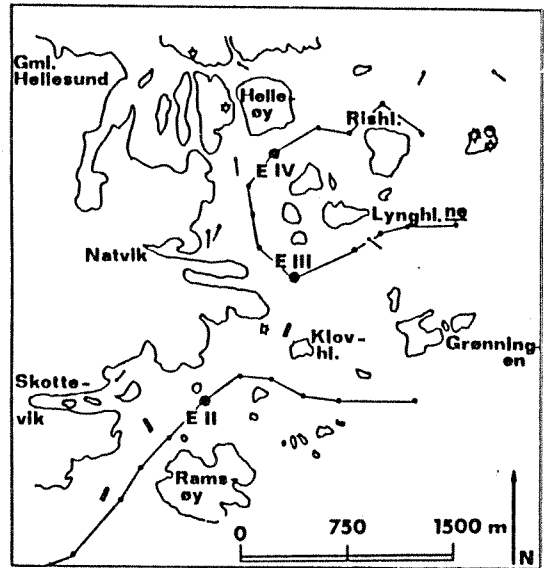 Gml.
Hellesund
Helle-
øy
Rishl.
E IV
Lynghl. ne
Natvik
E III
Klov-
hl.
Grønning-
en
Skotte-
vik
E II
Rams
øy
0 750 1500 m
N